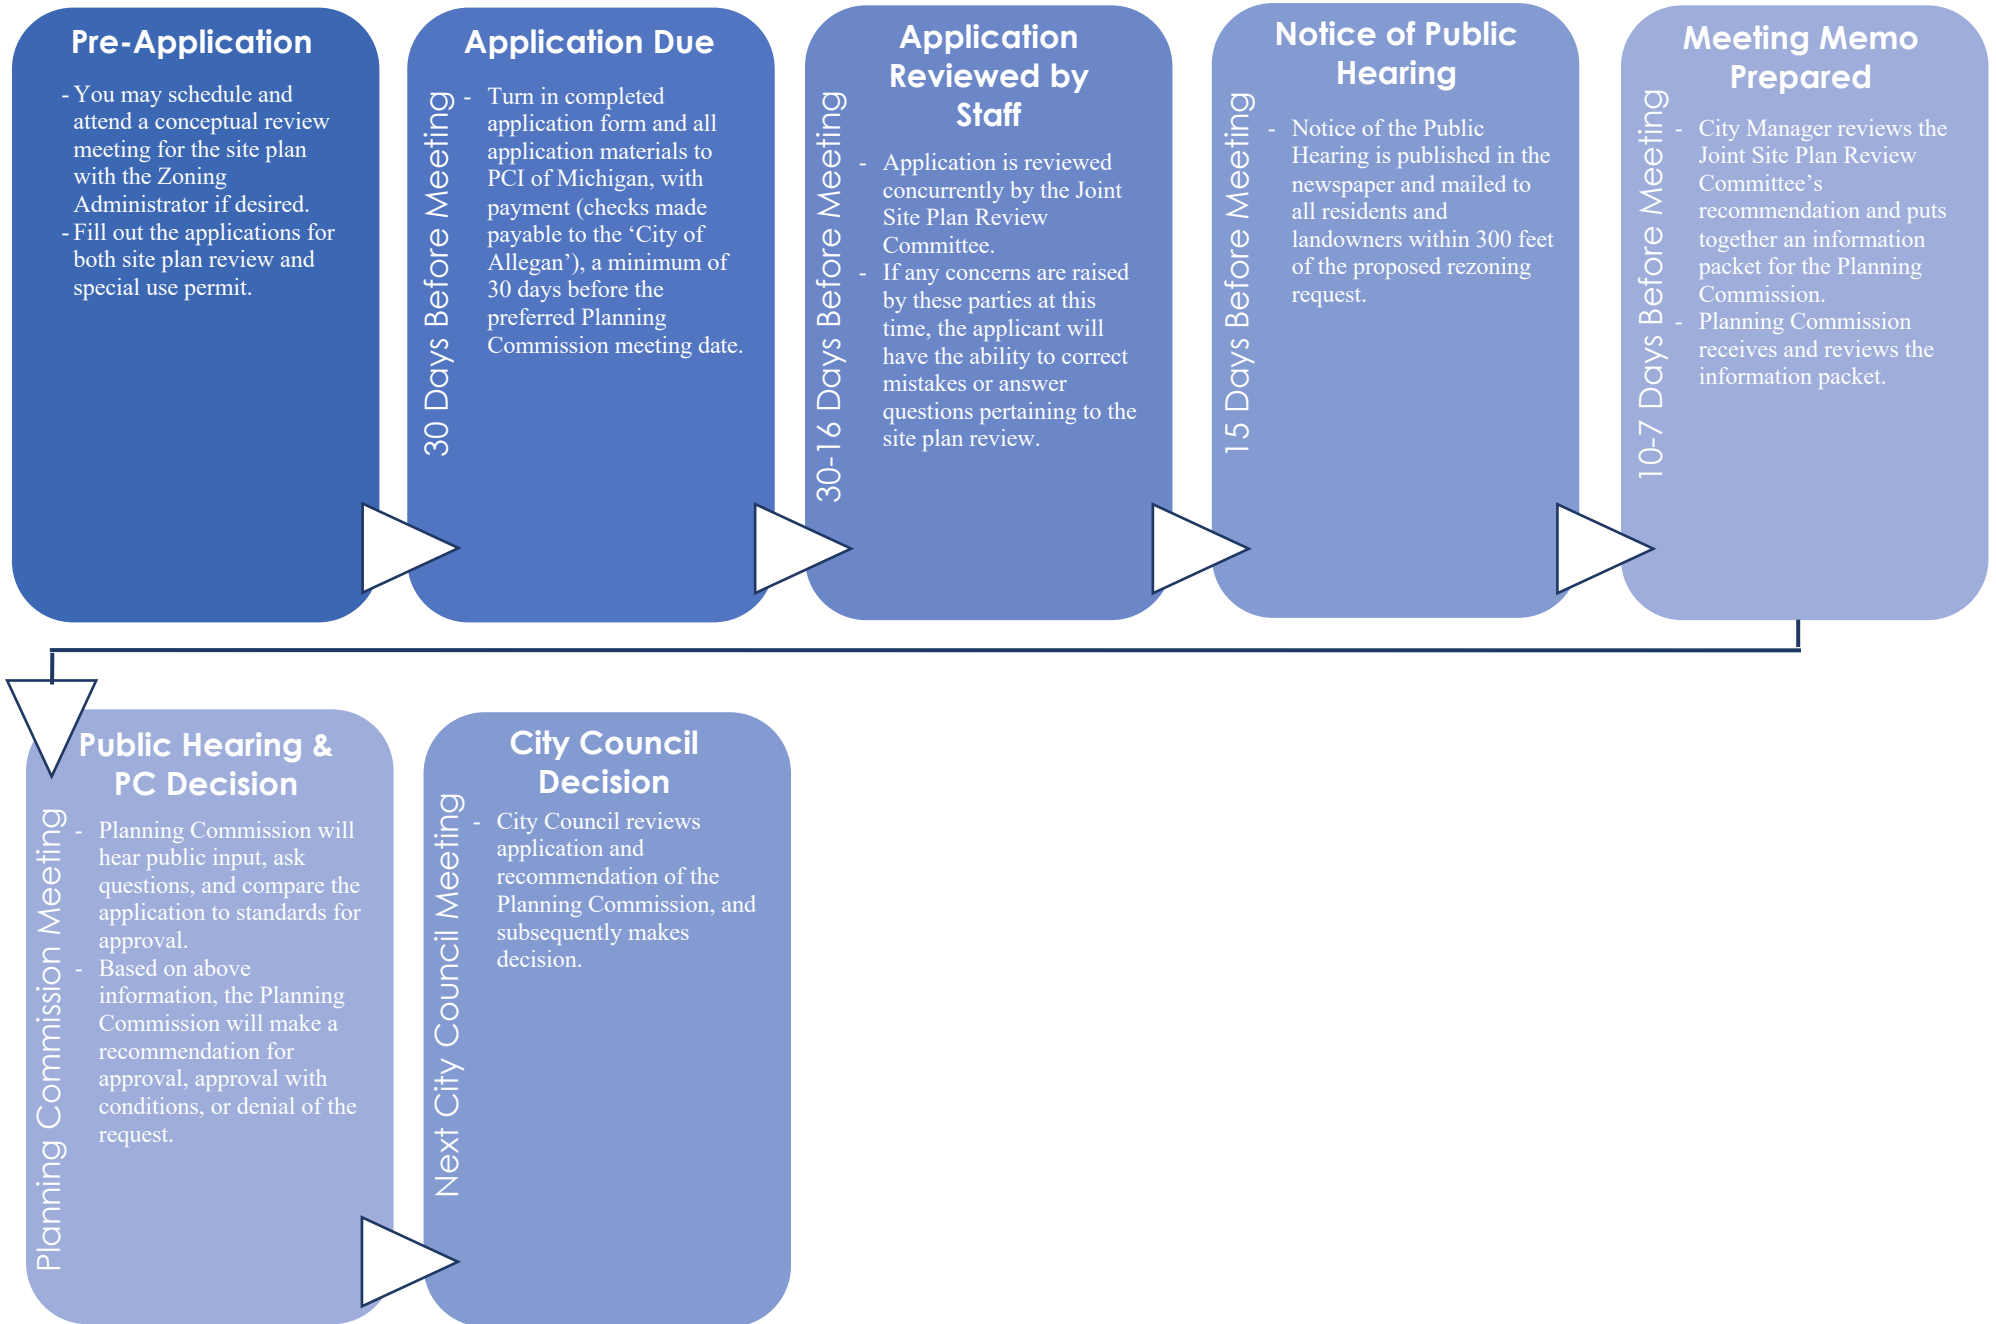 Pre-Application
- You may schedule and
attend a conceptual review
meeting for the site plan
with the Zoning
Administrator if desired.
- Fill out the applications for
both site plan review and
special use permit.
Application Due
30 Days Before Meeting
- Turn in completed
application form and all
application materials to
PCI of Michigan, with
payment (checks made
payable to the ‘City of
Allegan’), a minimum of
30 days before the
preferred Planning
Commission meeting date.
Application
Reviewed by
Staff
30-16 Days Before Meeting
- Application is reviewed
concurrently by the Joint
Site Plan Review
Committee.
- If any concerns are raised
by these parties at this
time, the applicant will
have the ability to correct
mistakes or answer
questions pertaining to the
site plan review.
Notice of Public
Hearing
15 Days Before Meeting
- Notice of the Public
Hearing is published in the
newspaper and mailed to
all residents and
landowners within 300 feet
of the proposed rezoning
request.
Meeting Memo
Prepared
10-7 Days Before Meeting
- City Manager reviews the
Joint Site Plan Review
Committee’s
recommendation and puts
together an information
packet for the Planning
Commission.
- Planning Commission
receives and reviews the
information packet.
Public Hearing &
PC Decision
Planning Commission Meeting
- Planning Commission will
hear public input, ask
questions, and compare the
application to standards for
approval.
- Based on above
information, the Planning
Commission will make a
recommendation for
approval, approval with
conditions, or denial of the
request.
City Council
Decision
Next City Council Meeting
- City Council reviews
application and
recommendation of the
Planning Commission, and
subsequently makes
decision.